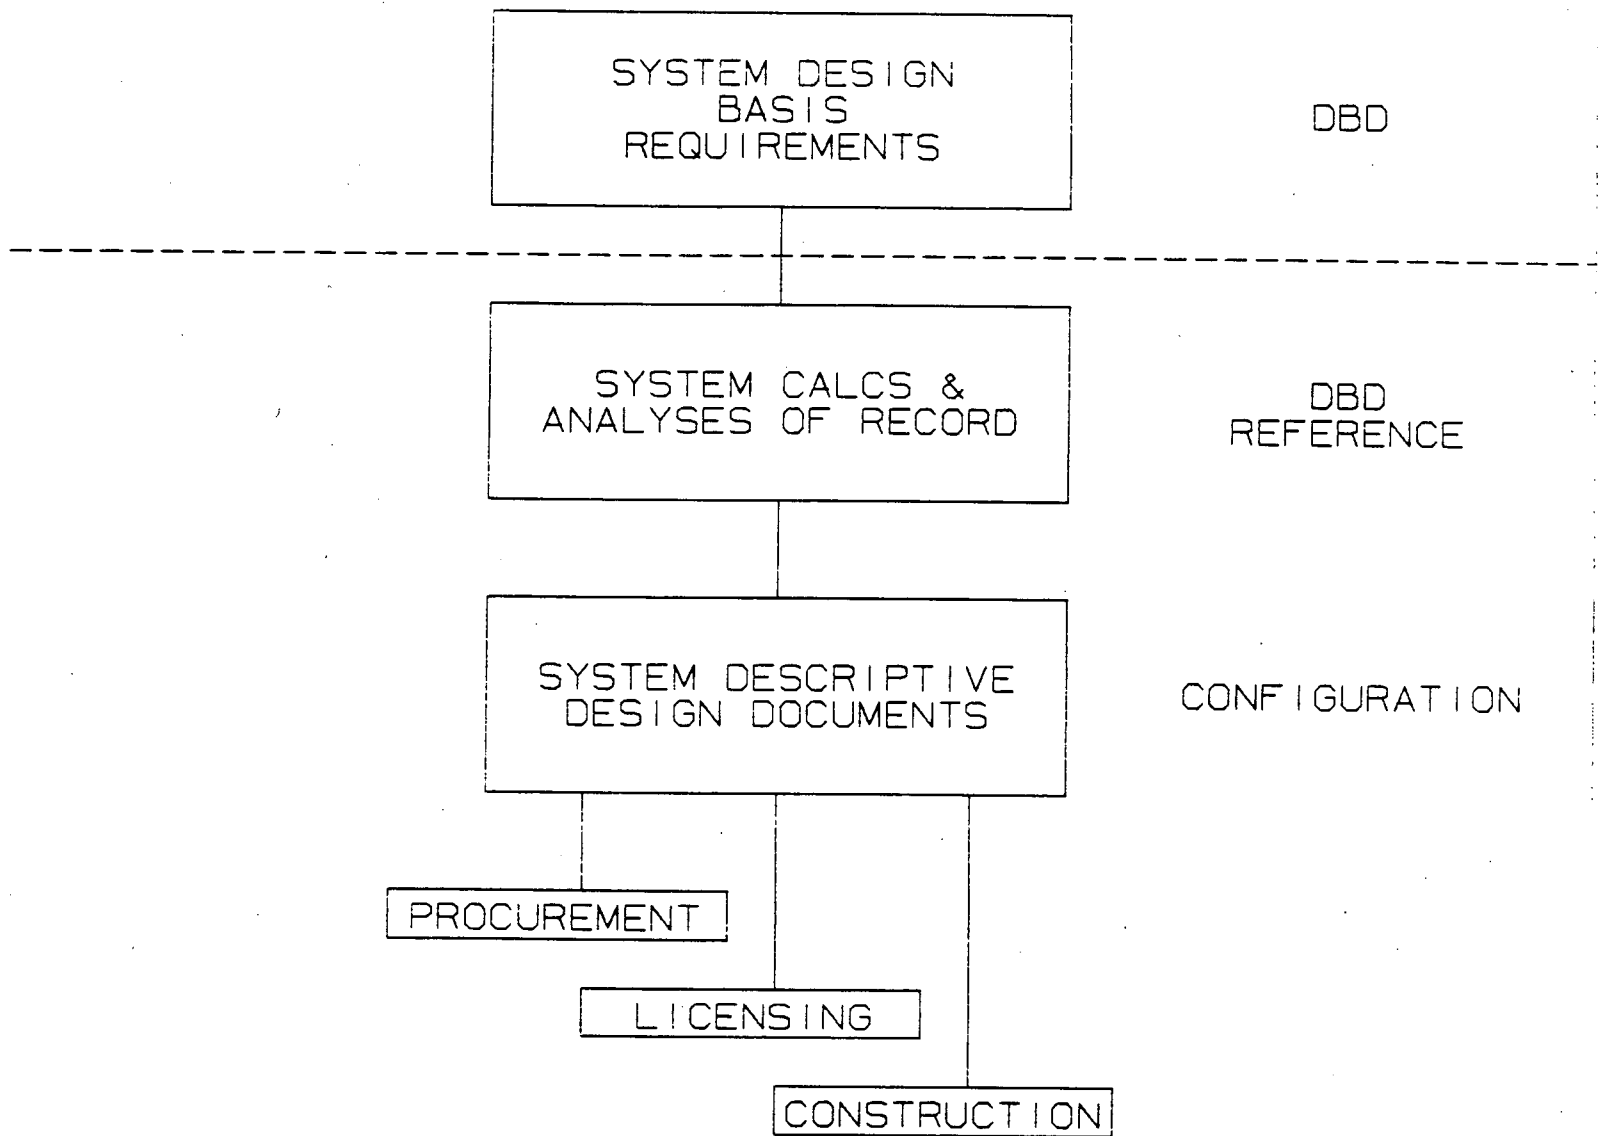 SYSTEM DESIGN
BASIS
REQUIREMENTS
DBD
SYSTEM CALCS &
ANALYSES OF RECORD
DBD
REFERENCE
SYSTEM DESCRIPTIVE
DESIGN DOCUMENTS
CONFIGURATION
PROCUREMENT
LICENSING
CONSTRUCTION